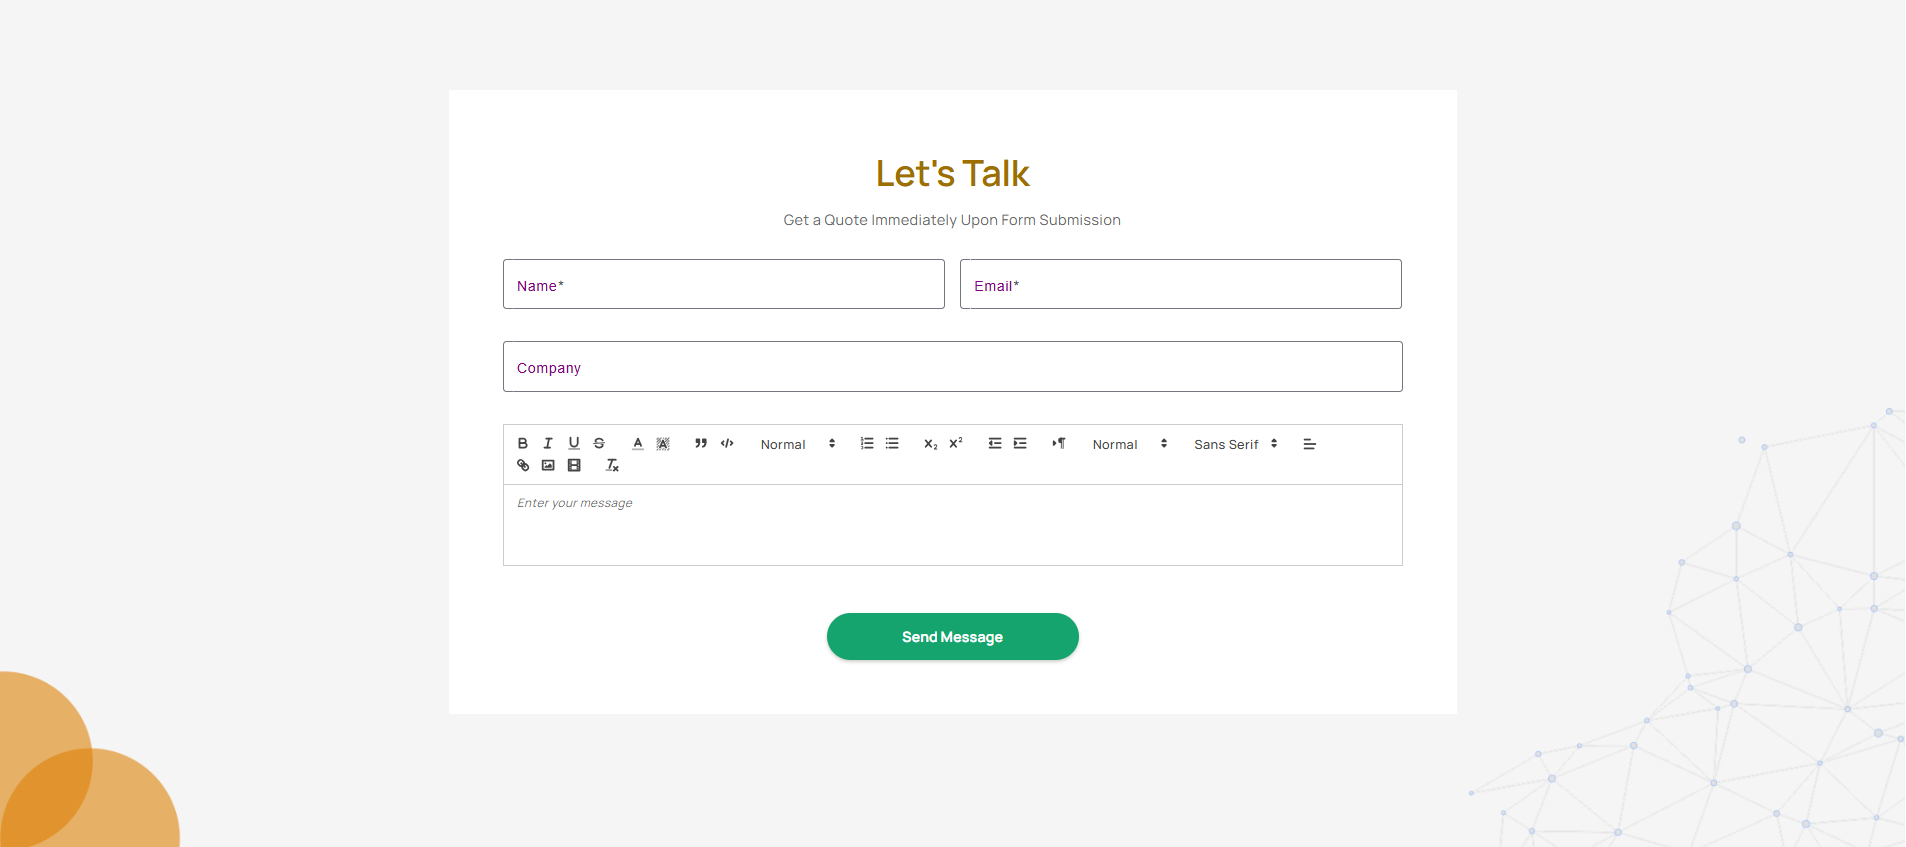 Let's Talk
Get a Quote Immediately Upon Form Submission
Name* Email*
Company
Normal Normal Sans Serif
Enter your message
Send Message